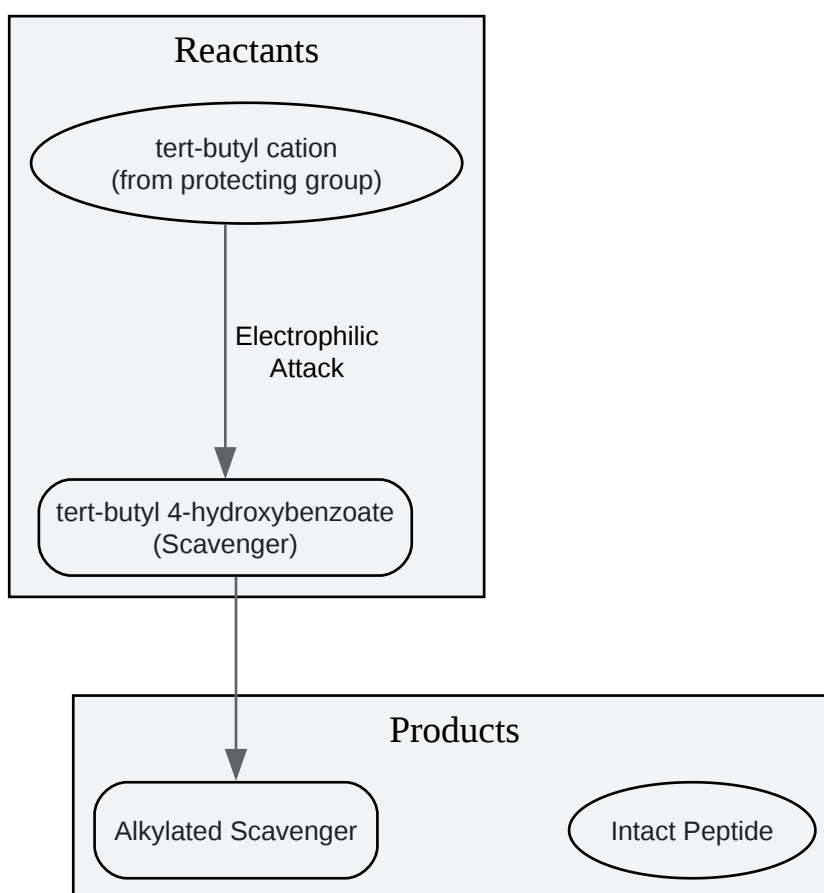 Reactants
tert-butyl cation
(from protecting group)
Electrophilic
Attack
tert-butyl 4-hydroxybenzoate
(Scavenger)
Products
Alkylated Scavenger
Intact Peptide